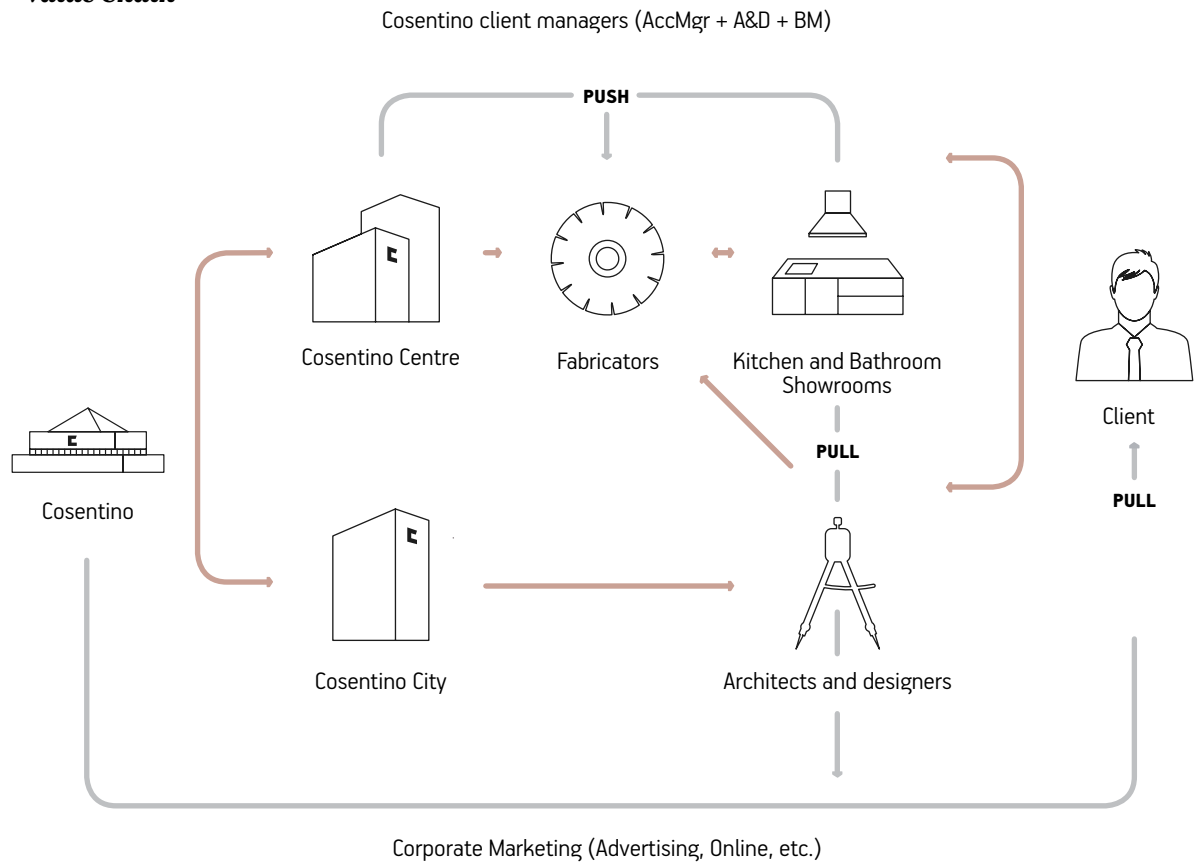 Cosentino client managers (AccMgr + A&D + BM)
PUSH
Cosentino Centre
Fabricators
Kitchen and Bathroom
Showrooms
Client
PULL
PULL
Cosentino
Cosentino City
Architects and designers
Corporate Marketing (Advertising, Online, etc.)